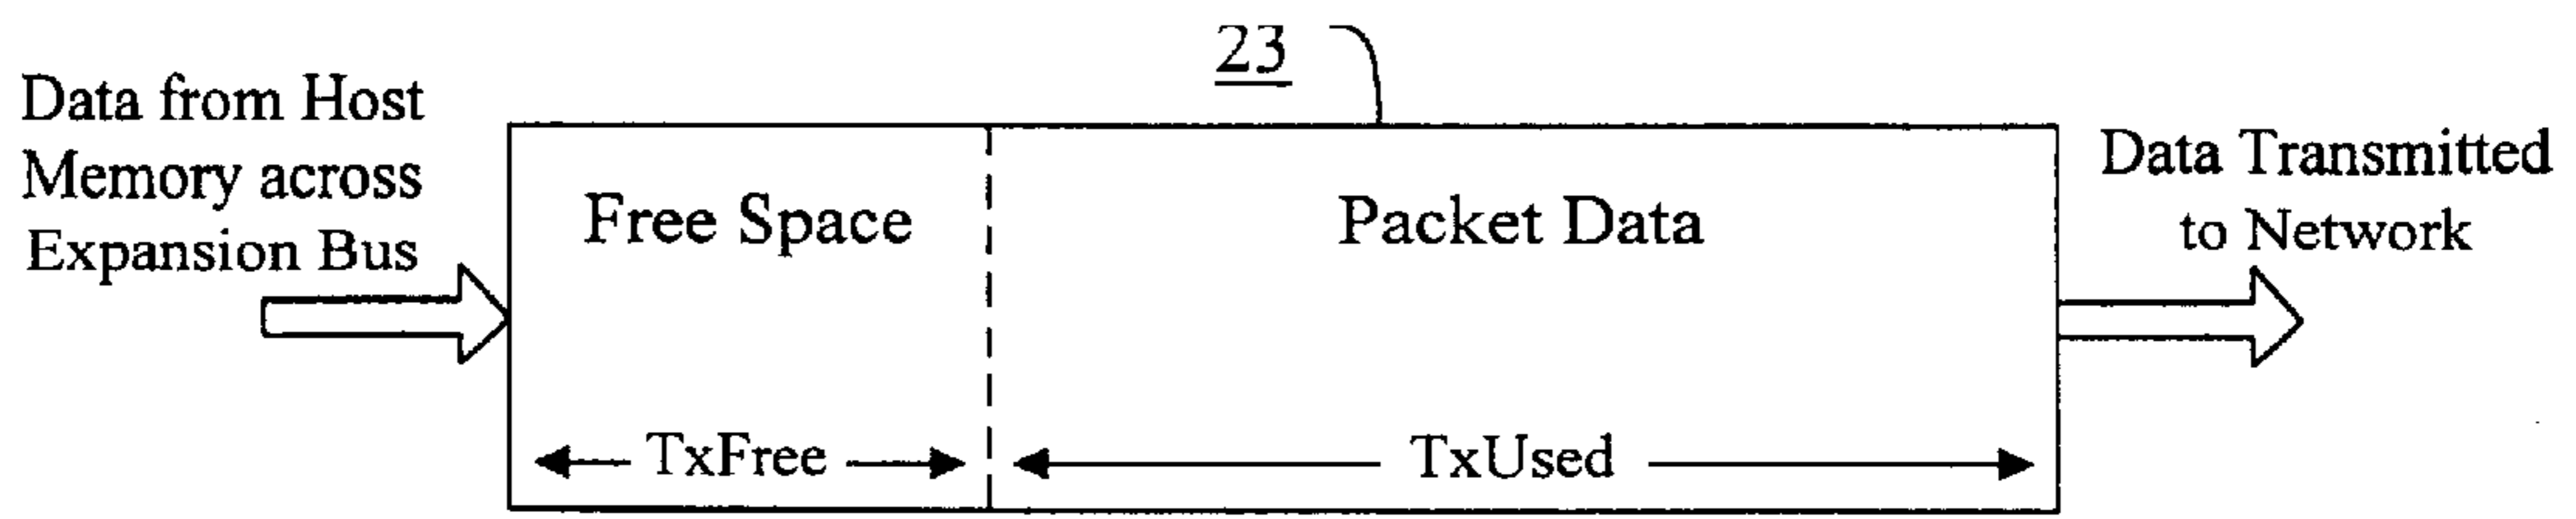 23
Data from Host
Memory across
Expansion Bus
Free Space
Packet Data
Data Transmitted
to Network
TxFree
TxUsed